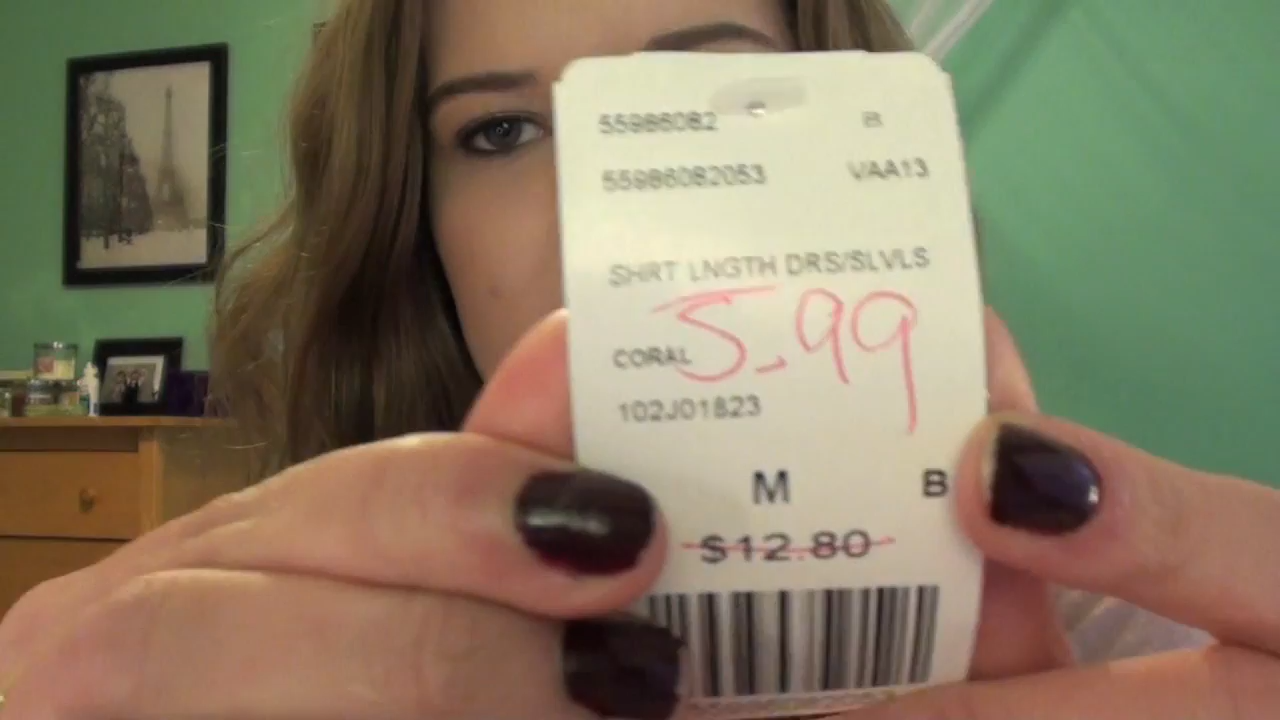 55986082 B
55986082053 VAA13
SHRT LNGTH DRS/SLVLS
5.99
CORAL
102J01823
M B
$12.80